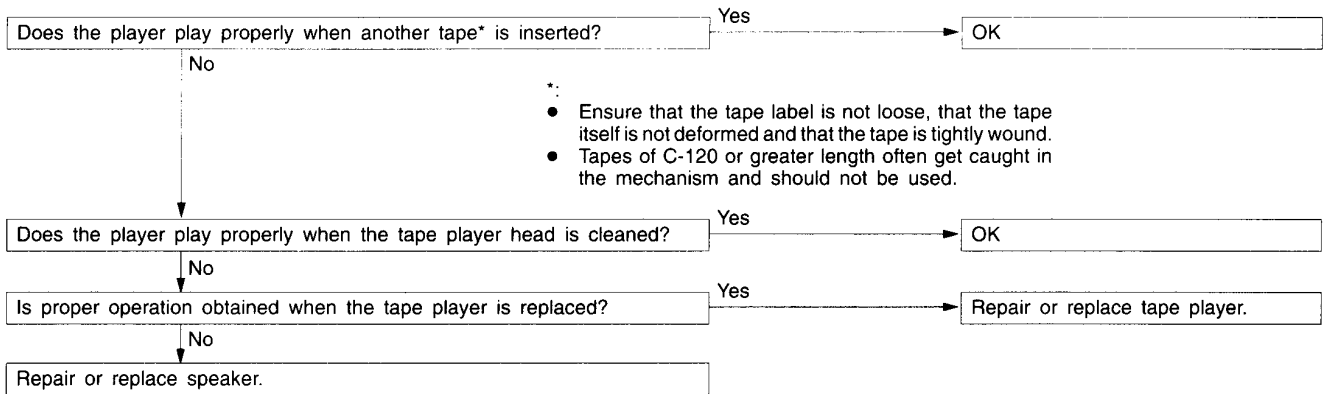 Does the player play properly when another tape* is inserted?
Yes
OK
No
*:
● Ensure that the tape label is not loose, that the tape
itself is not deformed and that the tape is tightly wound.
● Tapes of C-120 or greater length often get caught in
the mechanism and should not be used.
Does the player play properly when the tape player head is cleaned?
Yes
OK
No
Is proper operation obtained when the tape player is replaced?
Yes
Repair or replace tape player.
No
Repair or replace speaker.